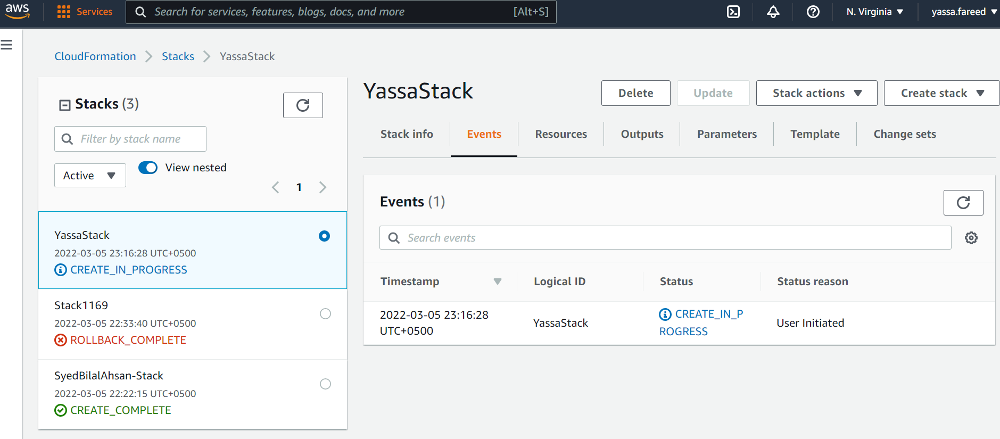 aws
Services
Search for services, features, blogs, docs, and more
[Alt+S]
N. Virginia
yassa.fareed
CloudFormation
Stacks
YassaStack
Stacks (3)
Filter by stack name
Active
View nested
1
YassaStack
2022-03-05 23:16:28 UTC+0500
CREATE_IN_PROGRESS
Stack1169
2022-03-05 22:33:40 UTC+0500
ROLLBACK_COMPLETE
SyedBilalAhsan-Stack
2022-03-05 22:22:15 UTC+0500
CREATE_COMPLETE
YassaStack
Delete
Update
Stack actions
Create stack
Stack info
Events
Resources
Outputs
Parameters
Template
Change sets
Events (1)
Search events
Timestamp
Logical ID
Status
Status reason
2022-03-05 23:16:28
UTC+0500
YassaStack
CREATE_IN_P
ROGRESS
User Initiated